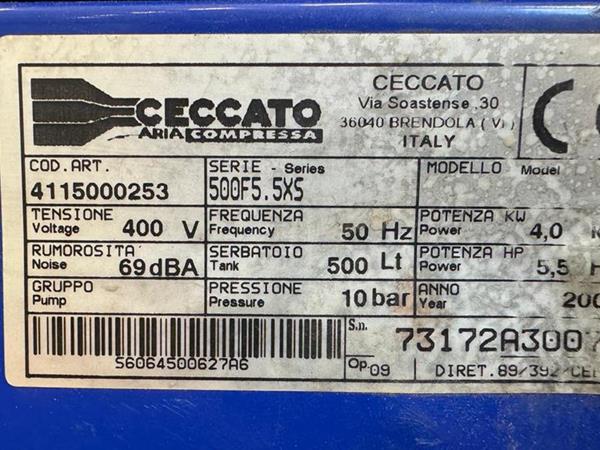 CECCATO
ARIA COMPRESSA
CECCATO
Via Soastense ,30
36040 BRENDOLA ( VI )
ITALY
COD.ART. SERIE - Series MODELLO Model
4115000253 500F5.5XS
TENSIONE FREQUENZA POTENZA KW
Voltage 400 V Frequency 50 Hz Power 4,0
RUMOROSITA' SERBATOIO POTENZA HP
Noise 69dBA Tank 500 Lt Power 5,5
GRUPPO PRESSIONE ANNO
Pump Pressure 10 bar Year
S.n.
S6064500627A6 Op.09 DIRET.89/392/CE